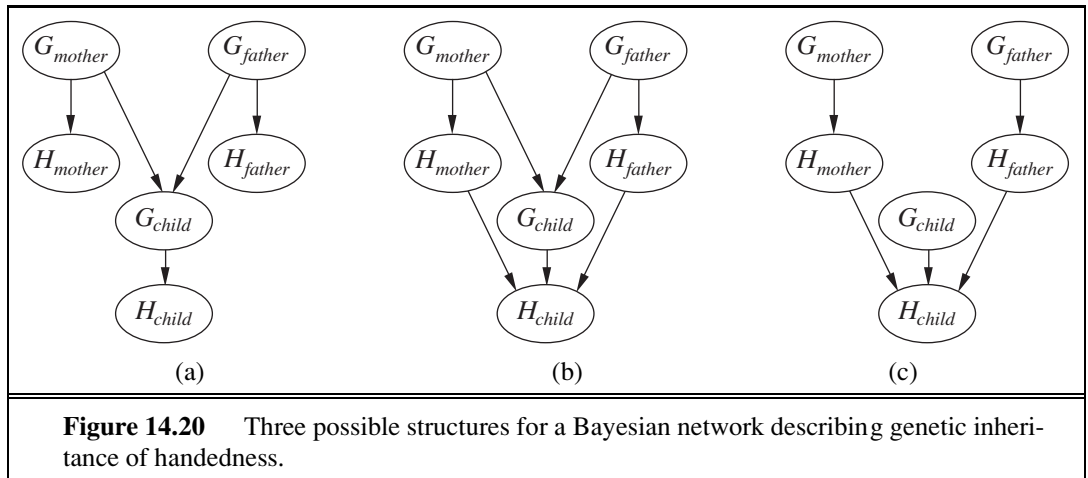 G_mother G_father G_mother G_father G_mother G_father
H_mother H_father H_mother H_father H_mother H_father
G_child G_child G_child
H_child H_child H_child
(a) (b) (c)
Figure 14.20 Three possible structures for a Bayesian network describing genetic inheri-
tance of handedness.